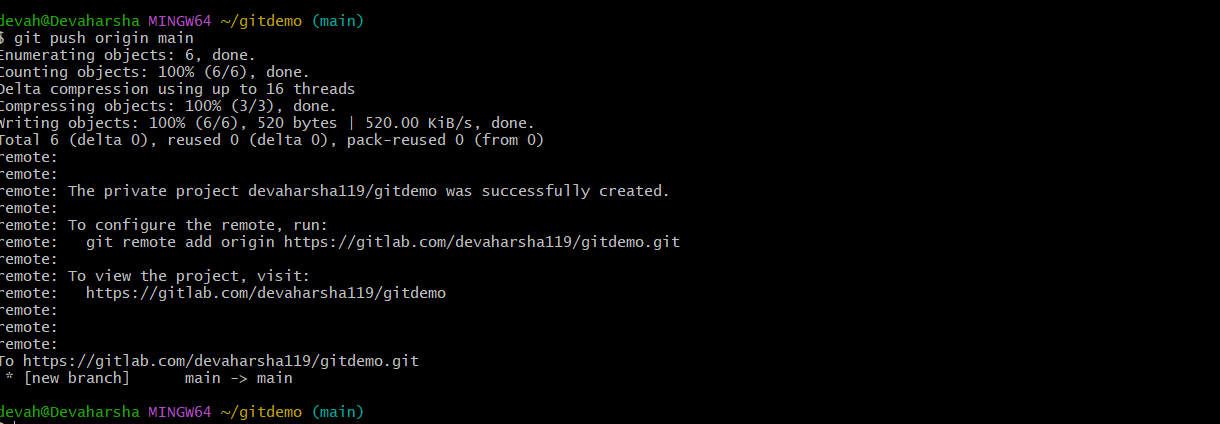 devah@Devaharsha MINGW64 ~/gitdemo (main)
$ git push origin main
Enumerating objects: 6, done.
Counting objects: 100% (6/6), done.
Delta compression using up to 16 threads
Compressing objects: 100% (3/3), done.
Writing objects: 100% (6/6), 520 bytes | 520.00 KiB/s, done.
Total 6 (delta 0), reused 0 (delta 0), pack-reused 0 (from 0)
remote:
remote:
remote: The private project devaharsha119/gitdemo was successfully created.
remote:
remote: To configure the remote, run:
remote:   git remote add origin https://gitlab.com/devaharsha119/gitdemo.git
remote:
remote: To view the project, visit:
remote:   https://gitlab.com/devaharsha119/gitdemo
remote:
remote:
remote:
To https://gitlab.com/devaharsha119/gitdemo.git
 * [new branch]      main -> main
devah@Devaharsha MINGW64 ~/gitdemo (main)